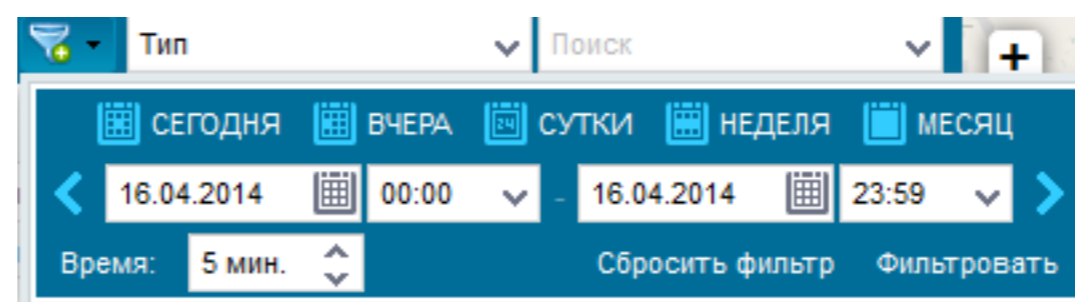 Тип Поиск +
СЕГОДНЯ ВЧЕРА 24 СУТКИ НЕДЕЛЯ МЕСЯЦ
16.04.2014 00:00 - 16.04.2014 23:59
Время: 5 мин. Сбросить фильтр Фильтровать